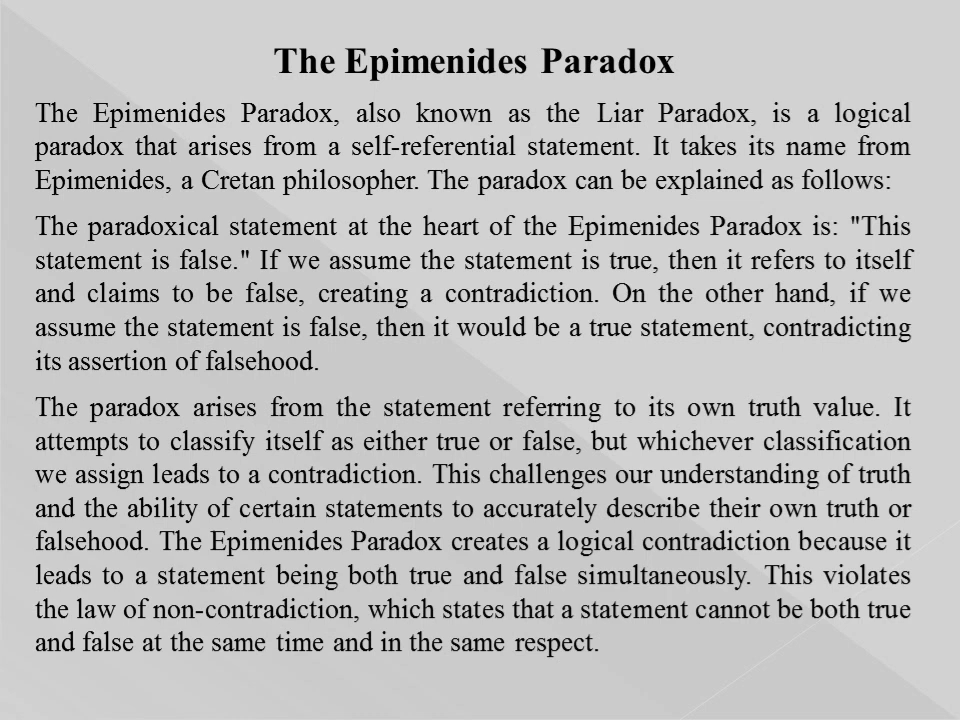 The Epimenides Paradox
The Epimenides Paradox, also known as the Liar Paradox, is a logical
paradox that arises from a self-referential statement. It takes its name from
Epimenides, a Cretan philosopher. The paradox can be explained as follows:
The paradoxical statement at the heart of the Epimenides Paradox is: "This
statement is false." If we assume the statement is true, then it refers to itself
and claims to be false, creating a contradiction. On the other hand, if we
assume the statement is false, then it would be a true statement, contradicting
its assertion of falsehood.
The paradox arises from the statement referring to its own truth value. It
attempts to classify itself as either true or false, but whichever classification
we assign leads to a contradiction. This challenges our understanding of truth
and the ability of certain statements to accurately describe their own truth or
falsehood. The Epimenides Paradox creates a logical contradiction because it
leads to a statement being both true and false simultaneously. This violates
the law of non-contradiction, which states that a statement cannot be both true
and false at the same time and in the same respect.